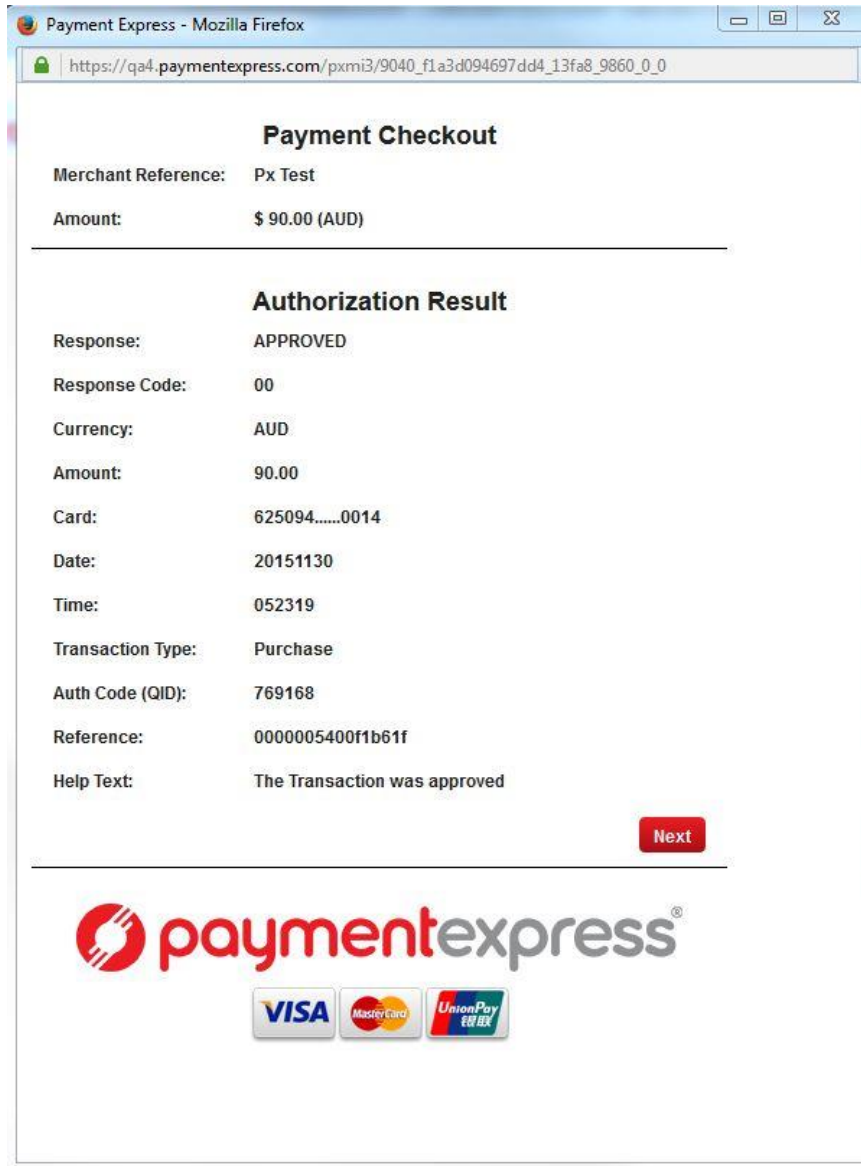 Payment Express - Mozilla Firefox
https://qa4.paymentexpress.com/pxmi3/9040_f1a3d094697dd4_13fa8_9860_0_0
Payment Checkout
Merchant Reference: Px Test
Amount: $ 90.00 (AUD)
Authorization Result
Response: APPROVED
Response Code: 00
Currency: AUD
Amount: 90.00
Card: 625094......0014
Date: 20151130
Time: 052319
Transaction Type: Purchase
Auth Code (QID): 769168
Reference: 0000005400f1b61f
Help Text: The Transaction was approved
Next
paymentexpress®
VISA MasterCard UnionPay
银联